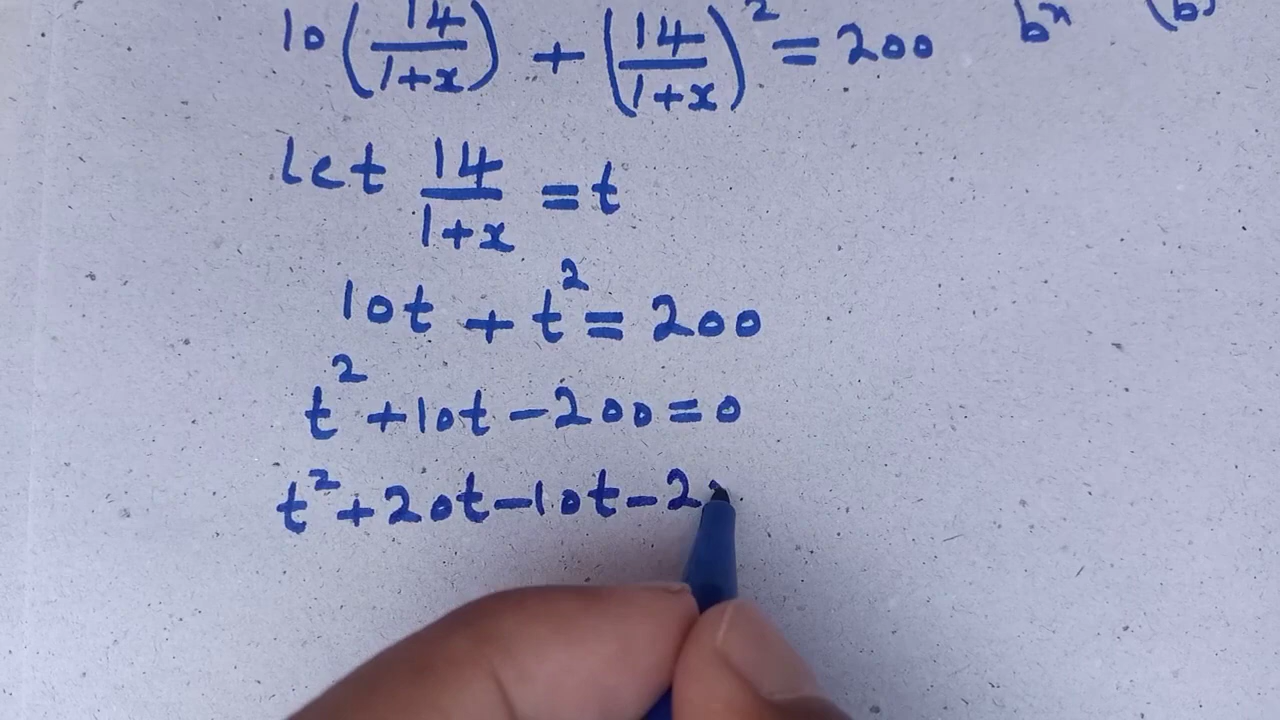 10(14/1+x) + (14/1+x)² = 200 bˣ (b)
let 14/1+x = t
10t + t² = 200
t² + 10t - 200 = 0
t² + 20t - 10t - 2